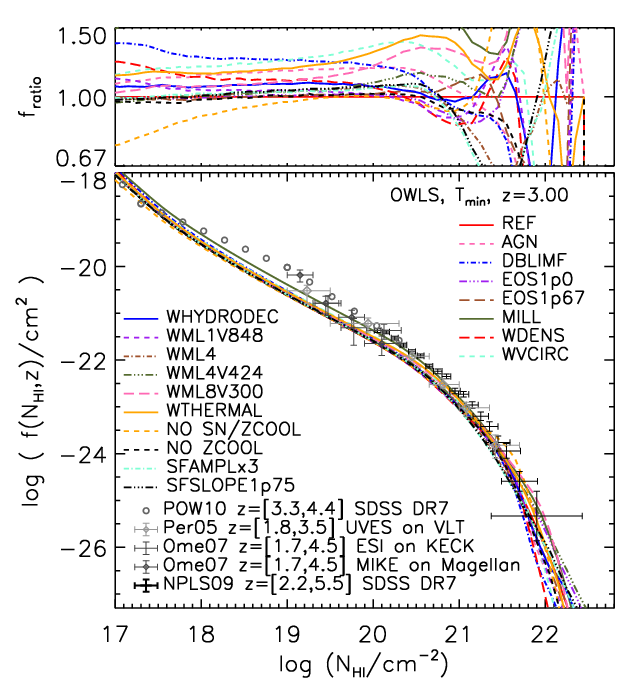 1.50
1.00
0.67
f_ratio
OWLS, T_min, z=3.00
REF
AGN
DBLIMF
EOS1p0
EOS1p67
MILL
WDENS
WVCIRC
WHYDRODEC
WML1V848
WML4
WML4V424
WML8V300
WTHERMAL
NO SN/ZCOOL
NO ZCOOL
SFAMPLx3
SFSLOPE1p75
POW10 z=[3.3,4.4] SDSS DR7
Per05 z=[1.8,3.5] UVES on VLT
Ome07 z=[1.7,4.5] ESI on KECK
Ome07 z=[1.7,4.5] MIKE on Magellan
NPLS09 z=[2.2,5.5] SDSS DR7
−18
−20
−22
−24
−26
log ( f(N_HI,z)/cm² )
17 18 19 20 21 22
log (N_HI/cm⁻²)